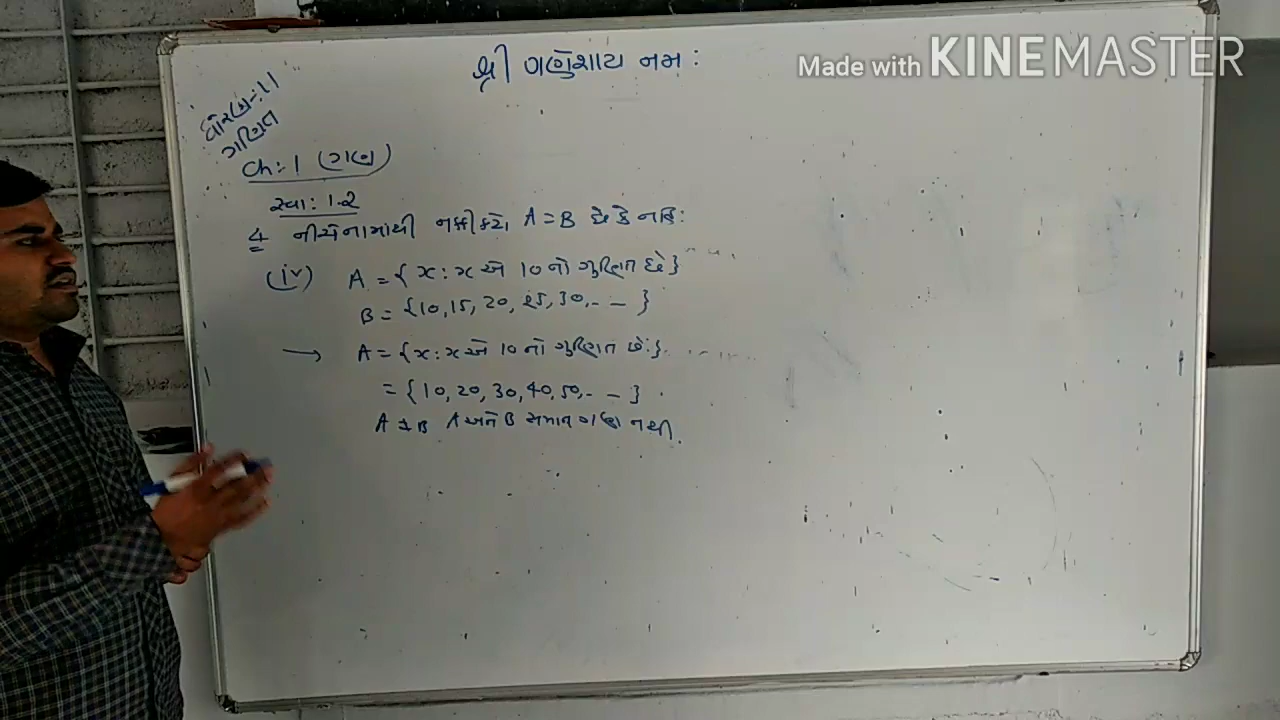 શ્રી ગણેશાય નમ:
Made with KINEMASTER
ધોરણ:-11
ગણિત
Ch:1 (ગણ)
સ્વા: 1.2
4 નીચેનામાંથી નક્કી કરો, A = B છે કે નહિ:
(iv) A = {x : x એ 10 નો ગુણિત છે}
B = {10, 15, 20, 25, 30, - - -}
→ A = {x : x એ 10 નો ગુણિત છે.}
= {10, 20, 30, 40, 50, - - -}
A ≠ B A અને B સમાન ગણ નથી.